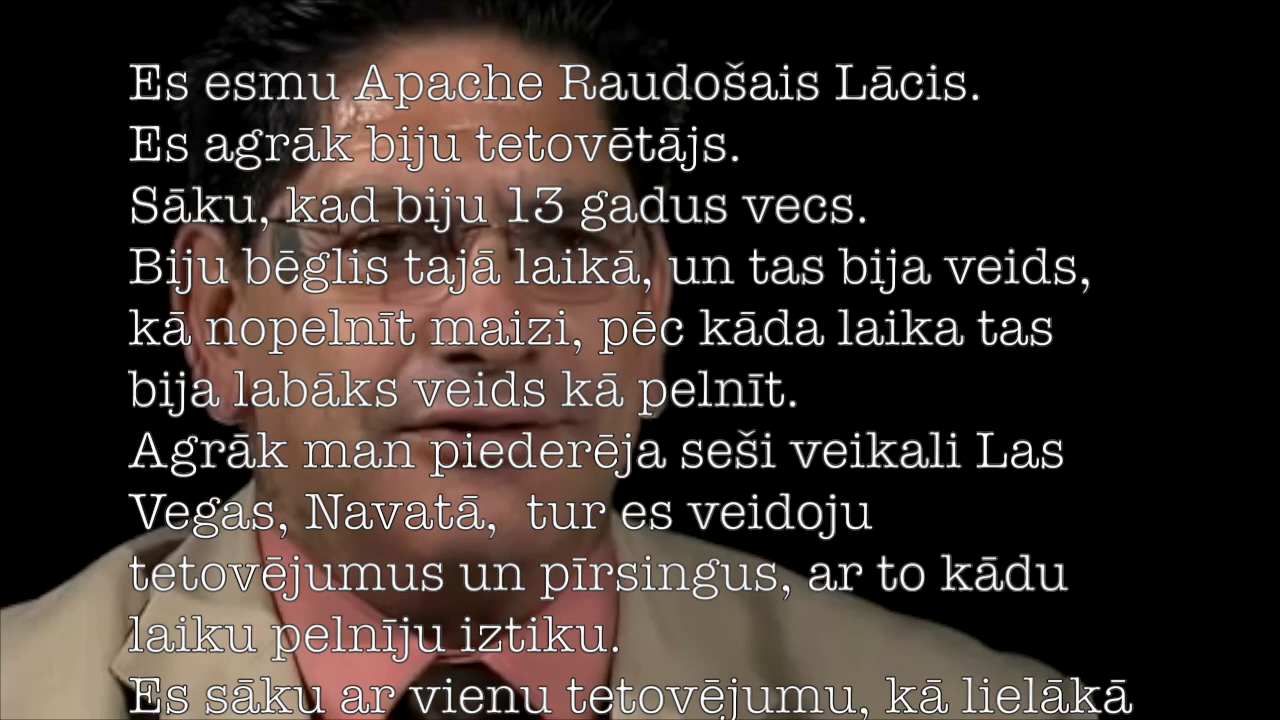 Es esmu Apache Raudošais Lācis.
Es agrāk biju tetovētājs.
Sāku, kad biju 13 gadus vecs.
Biju bēglis tajā laikā, un tas bija veids,
kā nopelnīt maizi, pēc kāda laika tas
bija labāks veids kā pelnīt.
Agrāk man piederēja seši veikali Las
Vegas, Navatā, tur es veidoju
tetovējumus un pīrsingus, ar to kādu
laiku pelnīju iztiku.
Es sāku ar vienu tetovējumu, kā lielākā